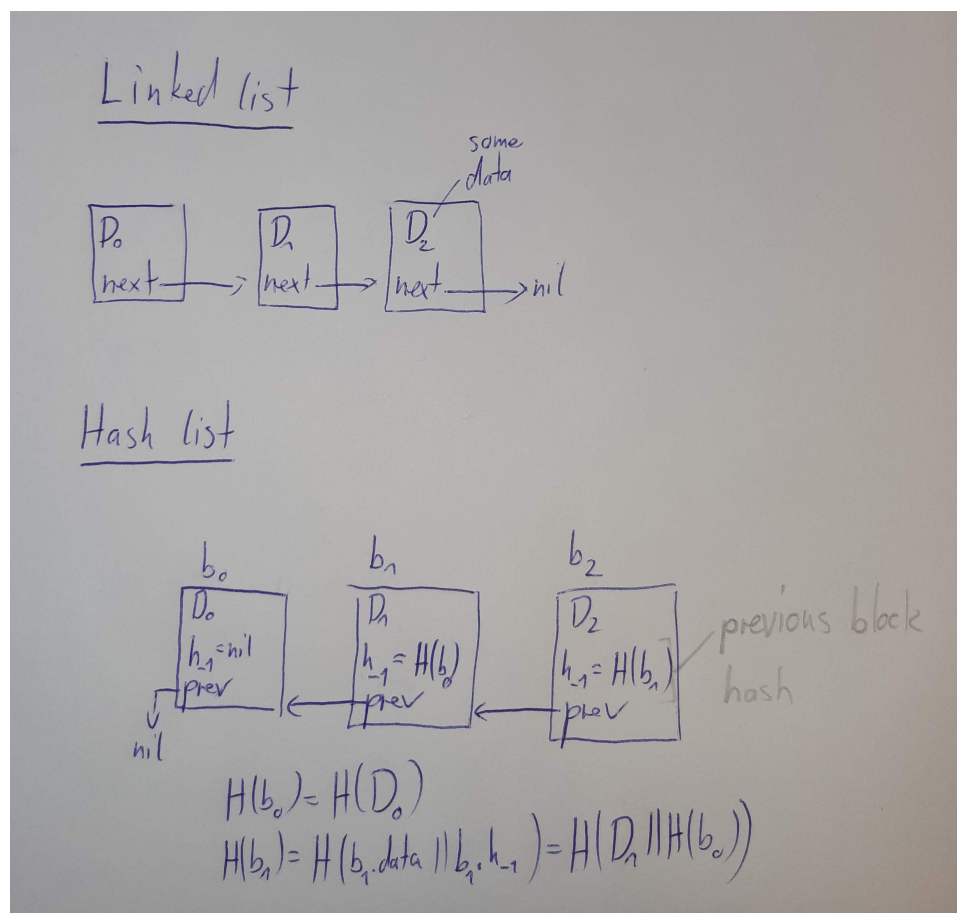 Linked list
some
data
D₀ D₁ D₂
next next next nil
Hash list
b₀ b₁ b₂
D₀ D₁ D₂
h₋₁=nil h₋₁=H(b₀) h₋₁=H(b₁)
previous block
hash
prev prev prev
nil
H(b₀)=H(D₀)
H(b₁)=H(b₁.data||b₁.h₋₁)=H(D₁||H(b₀))